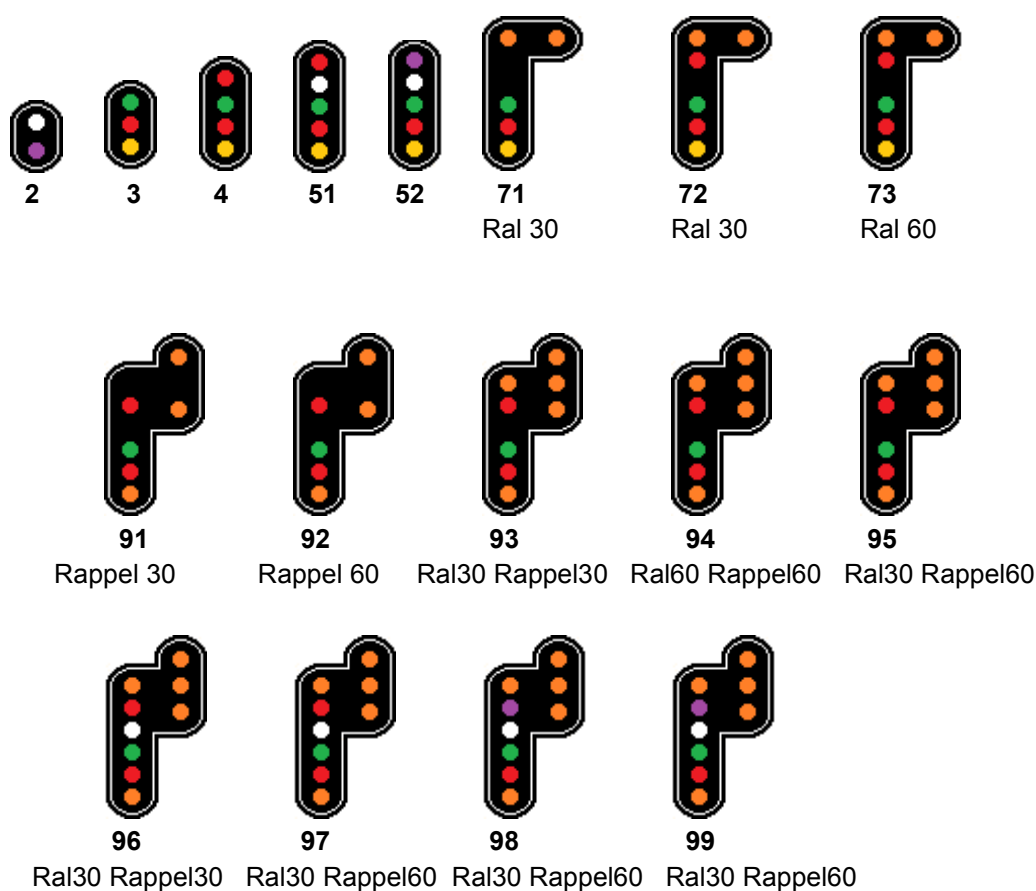 2 3 4 51 52 71 72 73
Ral 30 Ral 30 Ral 60
91 92 93 94 95
Rappel 30 Rappel 60 Ral30 Rappel30 Ral60 Rappel60 Ral30 Rappel60
96 97 98 99
Ral30 Rappel30 Ral30 Rappel60 Ral30 Rappel60 Ral30 Rappel60